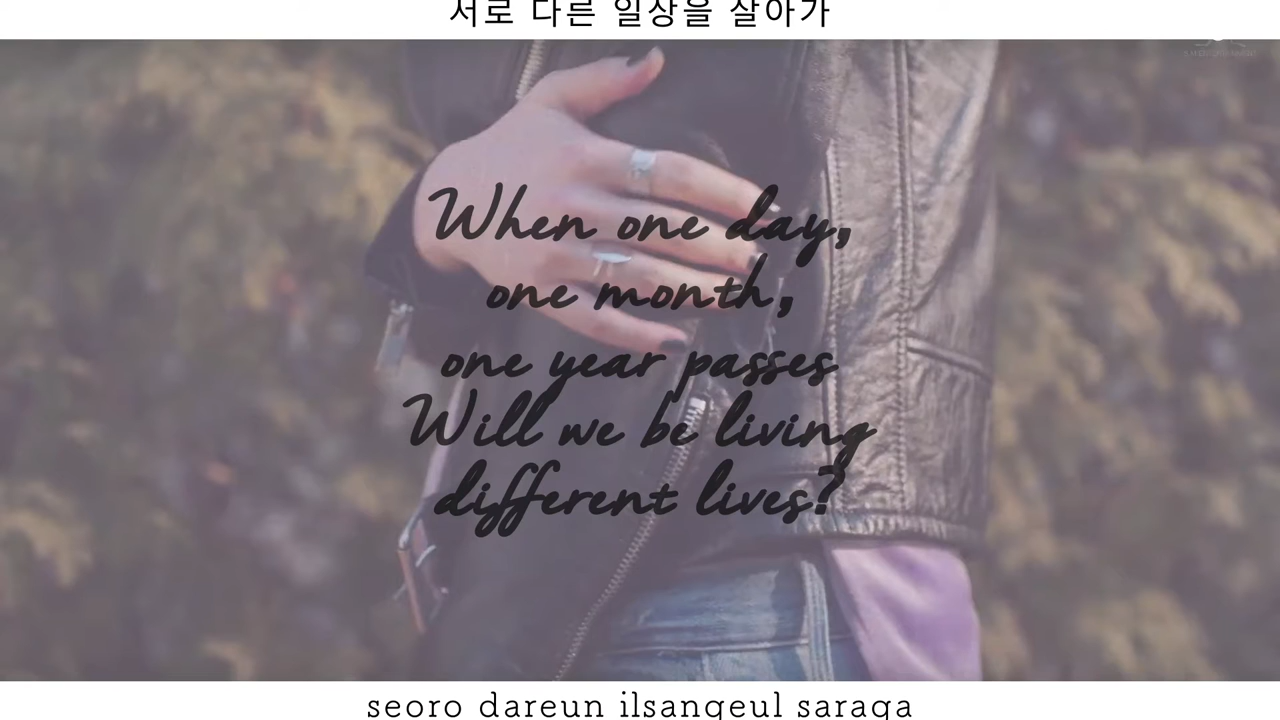 서로 다른 일상을 살아가
When one day,
one month,
one year passes
Will we be living
different lives?
seoro dareun ilsangeul saraga